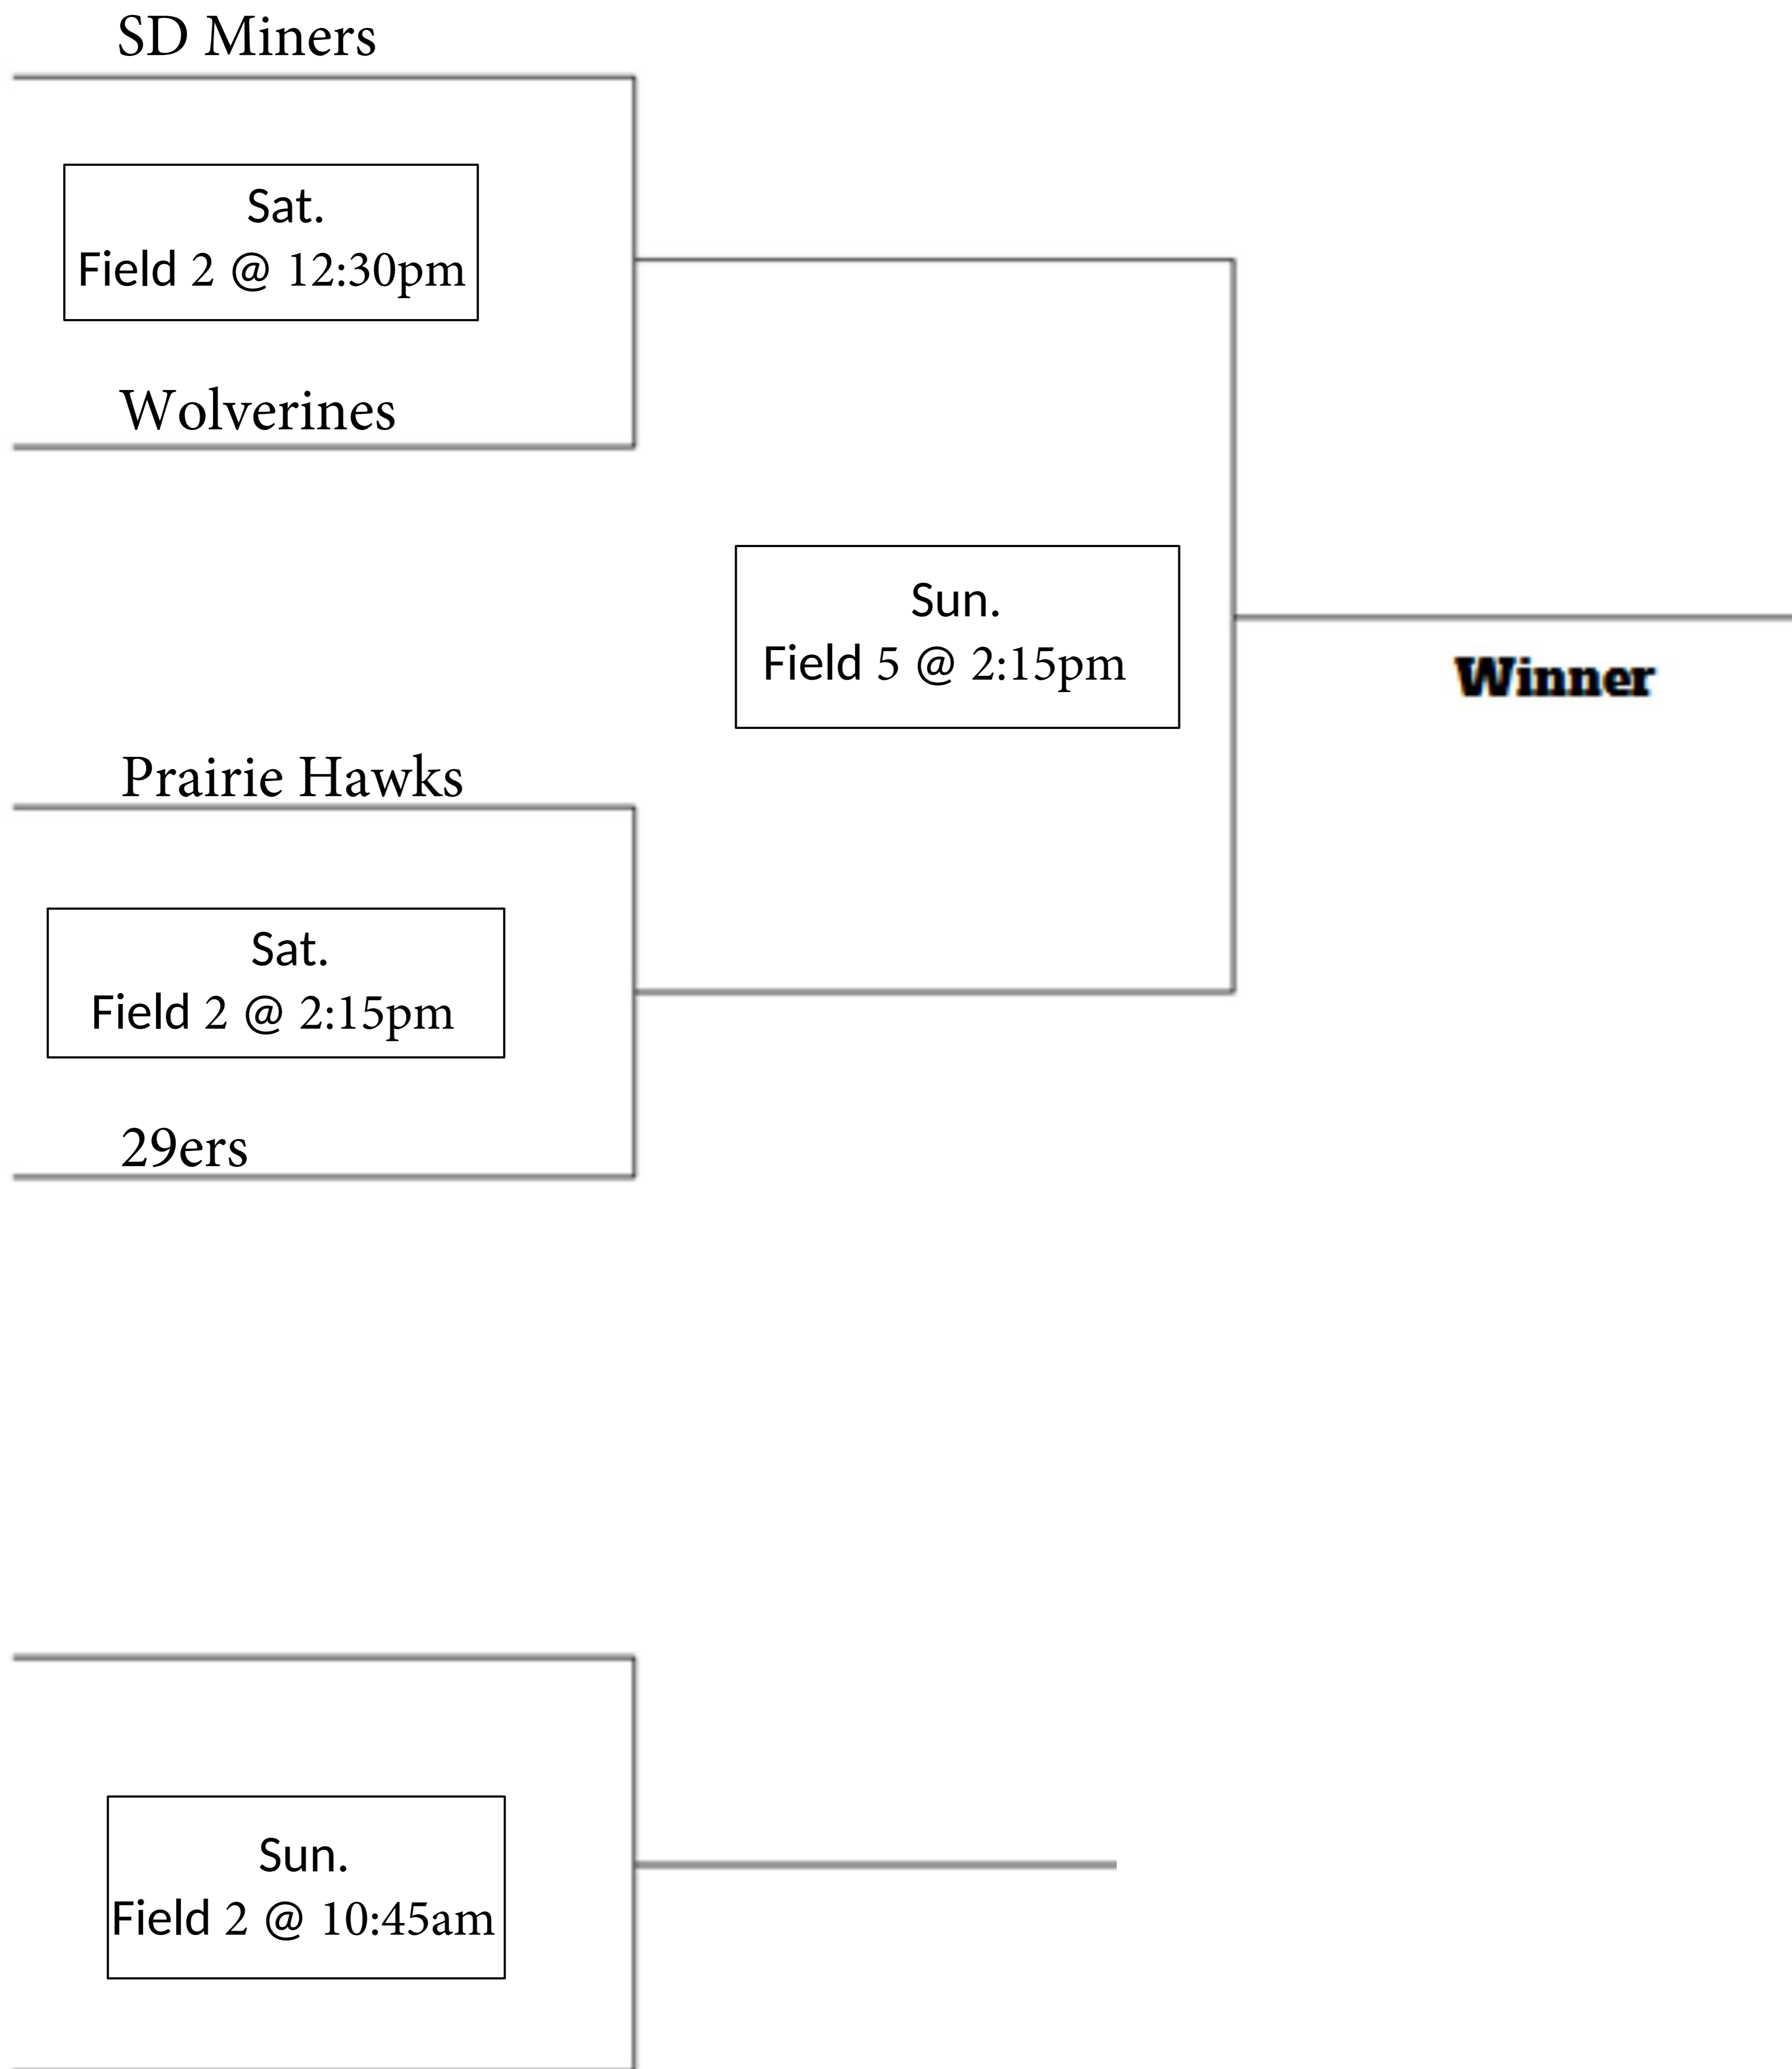 SD Miners
Sat.
Field 2 @ 12:30pm
Wolverines
Sun.
Field 5 @ 2:15pm
Winner
Prairie Hawks
Sat.
Field 2 @ 2:15pm
29ers
Sun.
Field 2 @ 10:45am